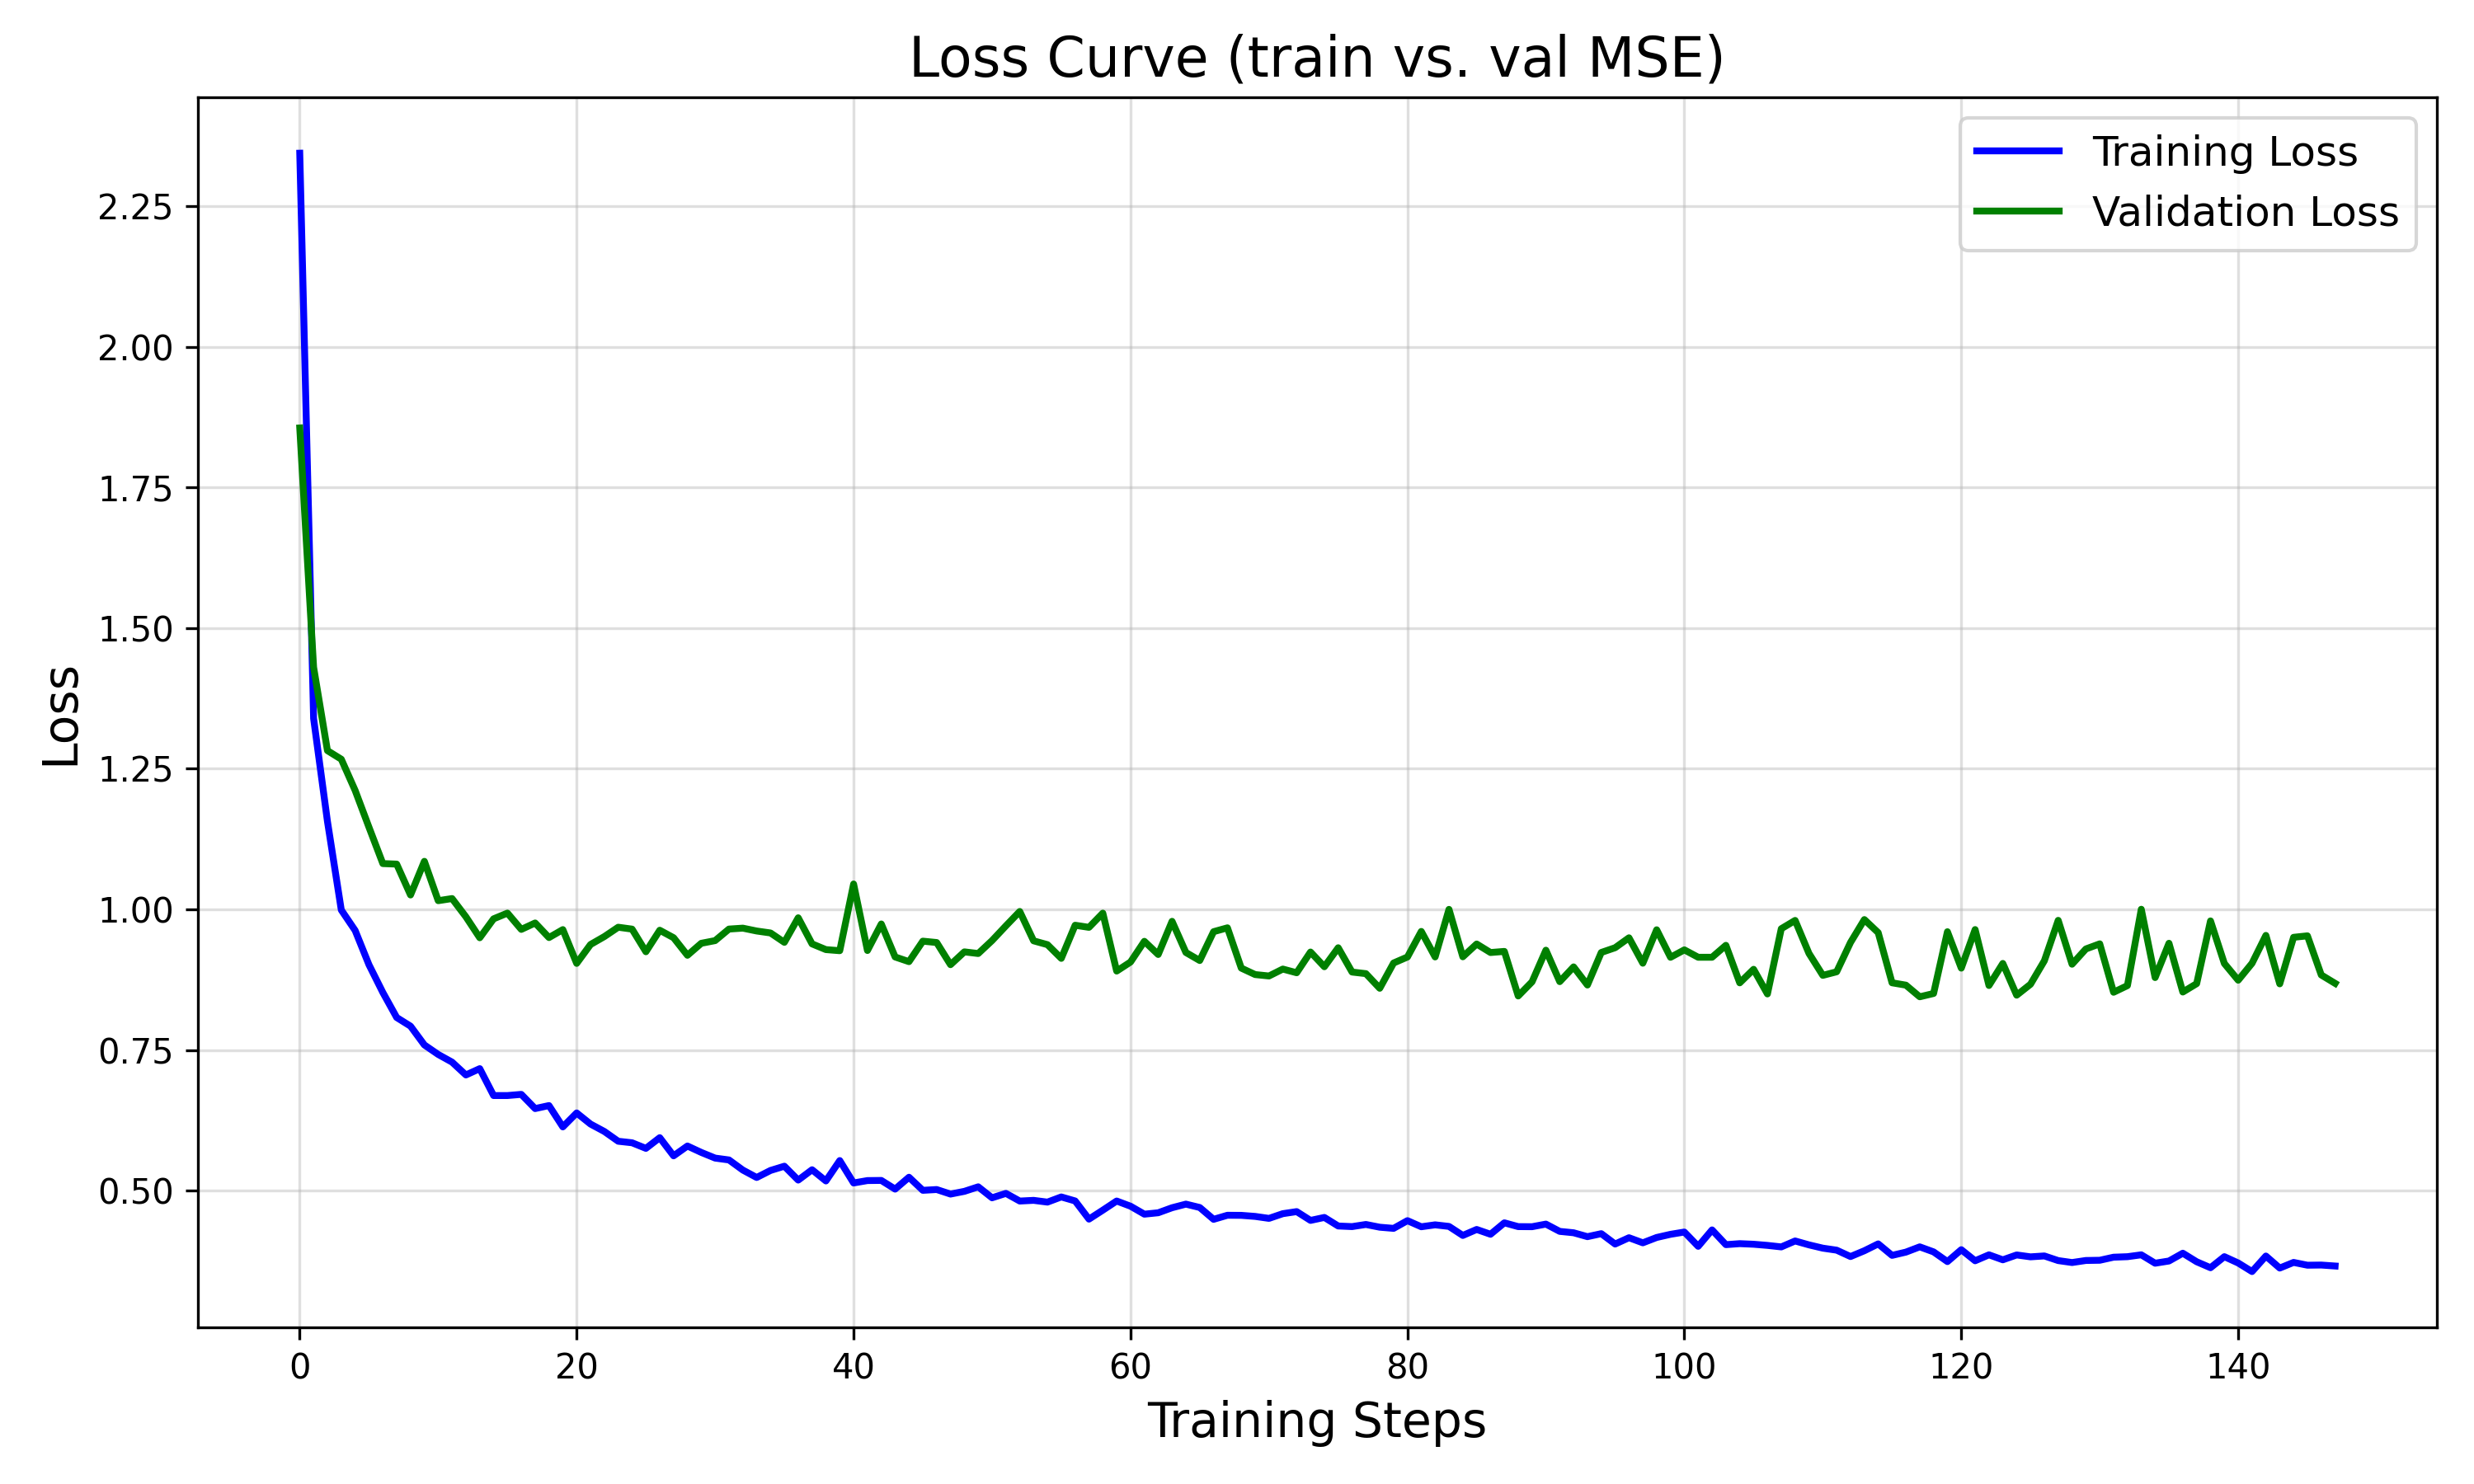 Loss Curve (train vs. val MSE)
Training Loss
Validation Loss
2.25
2.00
1.75
1.50
1.25
1.00
0.75
0.50
Loss
0 20 40 60 80 100 120 140
Training Steps